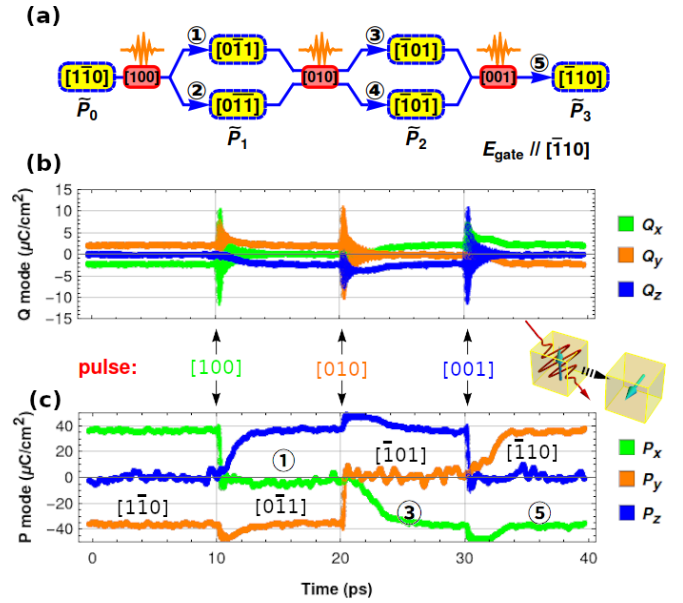 (a)
① [01̄1] ③ [1̄01]
[11̄0] [100] [010] [001] ⑤ [1̄10]
② [01̄1̄] ④ [1̄01̄]
P̃₀ P̃₁ P̃₂ P̃₃
E_gate // [1̄10]
(b)
Q mode (μC/cm²)
15
10
5
0
−5
−10
−15
Qx
Qy
Qz
pulse: [100] [010] [001]
(c)
P mode (μC/cm²)
40
20
0
−20
−40
① [1̄01] [1̄10]
[11̄0] [01̄1] ③ ⑤
Px
Py
Pz
0 10 20 30 40
Time (ps)